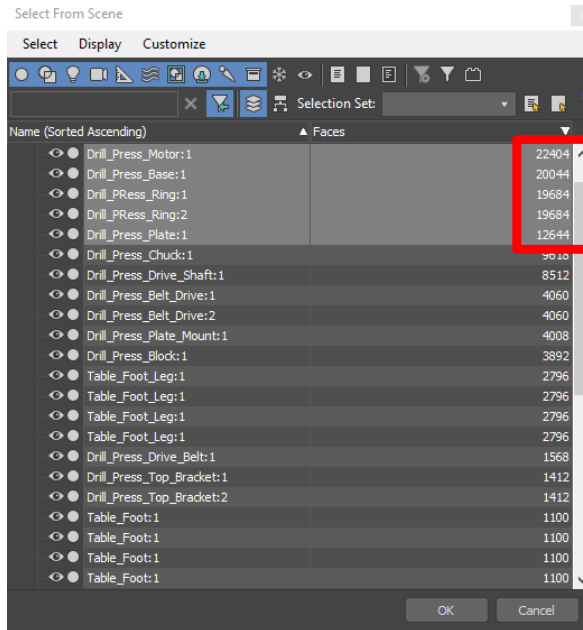 Select From Scene
Select Display Customize
Selection Set:
Name (Sorted Ascending) Faces
Drill_Press_Motor:1 22404
Drill_Press_Base:1 20044
Drill_PRess_Ring:1 19684
Drill_PRess_Ring:2 19684
Drill_Press_Plate:1 12644
Drill_Press_Chuck:1 9618
Drill_Press_Drive_Shaft:1 8512
Drill_Press_Belt_Drive:1 4060
Drill_Press_Belt_Drive:2 4060
Drill_Press_Plate_Mount:1 4008
Drill_Press_Block:1 3892
Table_Foot_Leg:1 2796
Table_Foot_Leg:1 2796
Table_Foot_Leg:1 2796
Table_Foot_Leg:1 2796
Drill_Press_Drive_Belt:1 1568
Drill_Press_Top_Bracket:1 1412
Drill_Press_Top_Bracket:2 1412
Table_Foot:1 1100
Table_Foot:1 1100
Table_Foot:1 1100
Table_Foot:1 1100
OK Cancel